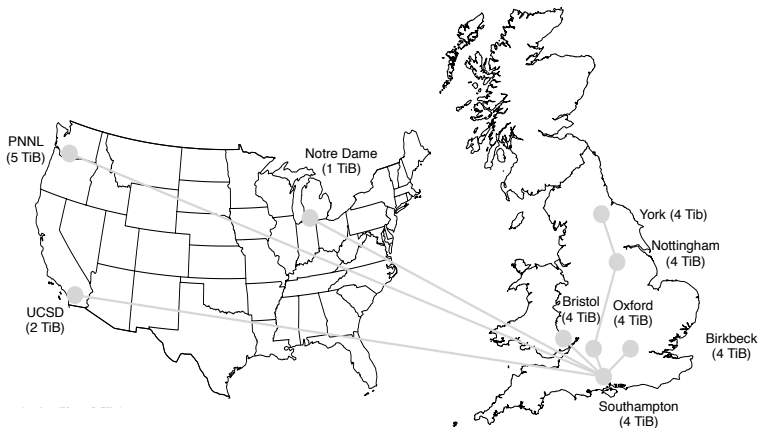 PNNL
(5 TiB)
Notre Dame
(1 TiB)
York (4 Tib)
Nottingham
(4 TiB)
UCSD
(2 TiB)
Bristol
(4 TiB)
Oxford
(4 TiB)
Birkbeck
(4 TiB)
Southampton
(4 TiB)